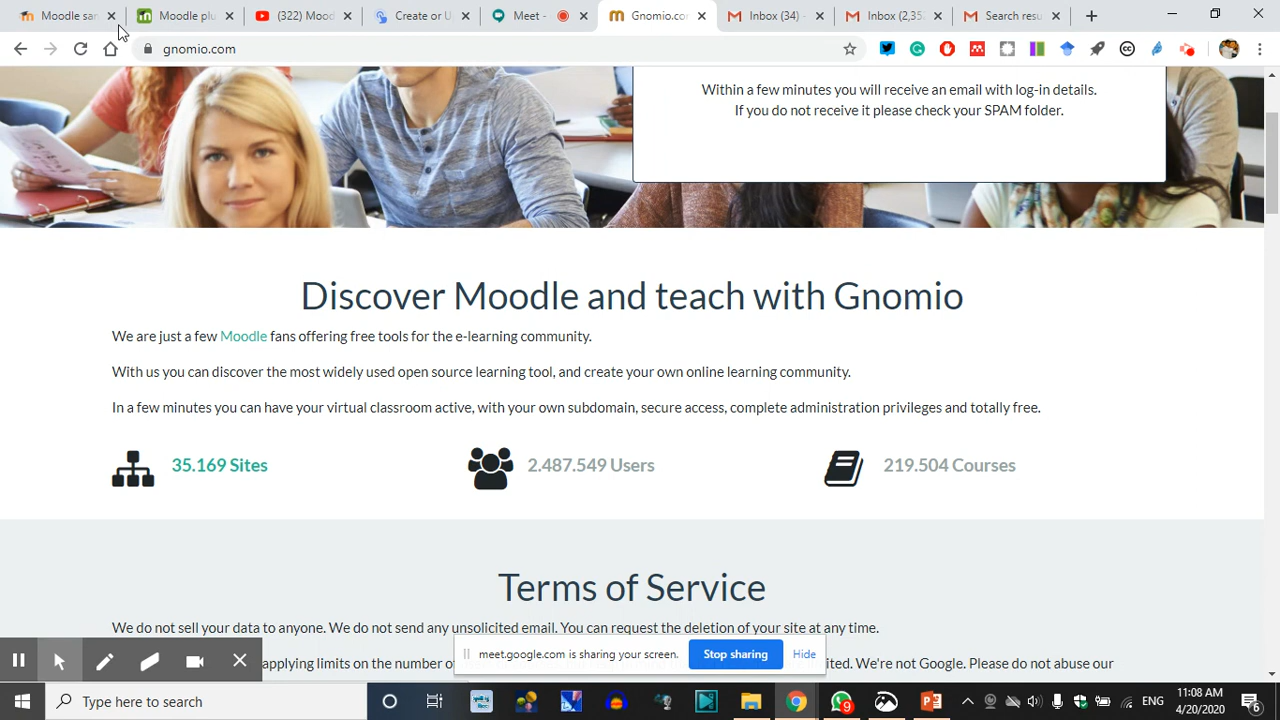 Moodle san
Moodle plu
(322) Mood
Create or U
Meet -
Gnomio.co
Inbox (34) -
Inbox (2,35
Search resu
gnomio.com
Within a few minutes you will receive an email with log-in details.
If you do not receive it please check your SPAM folder.
Discover Moodle and teach with Gnomio
We are just a few Moodle fans offering free tools for the e-learning community.
With us you can discover the most widely used open source learning tool, and create your own online learning community.
In a few minutes you can have your virtual classroom active, with your own subdomain, secure access, complete administration privileges and totally free.
35.169 Sites
2.487.549 Users
219.504 Courses
Terms of Service
We do not sell your data to anyone. We do not send any unsolicited email. You can request the deletion of your site at any time.
meet.google.com is sharing your screen.
Stop sharing
Hide
applying limits on the number of
ited. We're not Google. Please do not abuse our
Type here to search
9
ENG
11:08 AM
4/20/2020
6